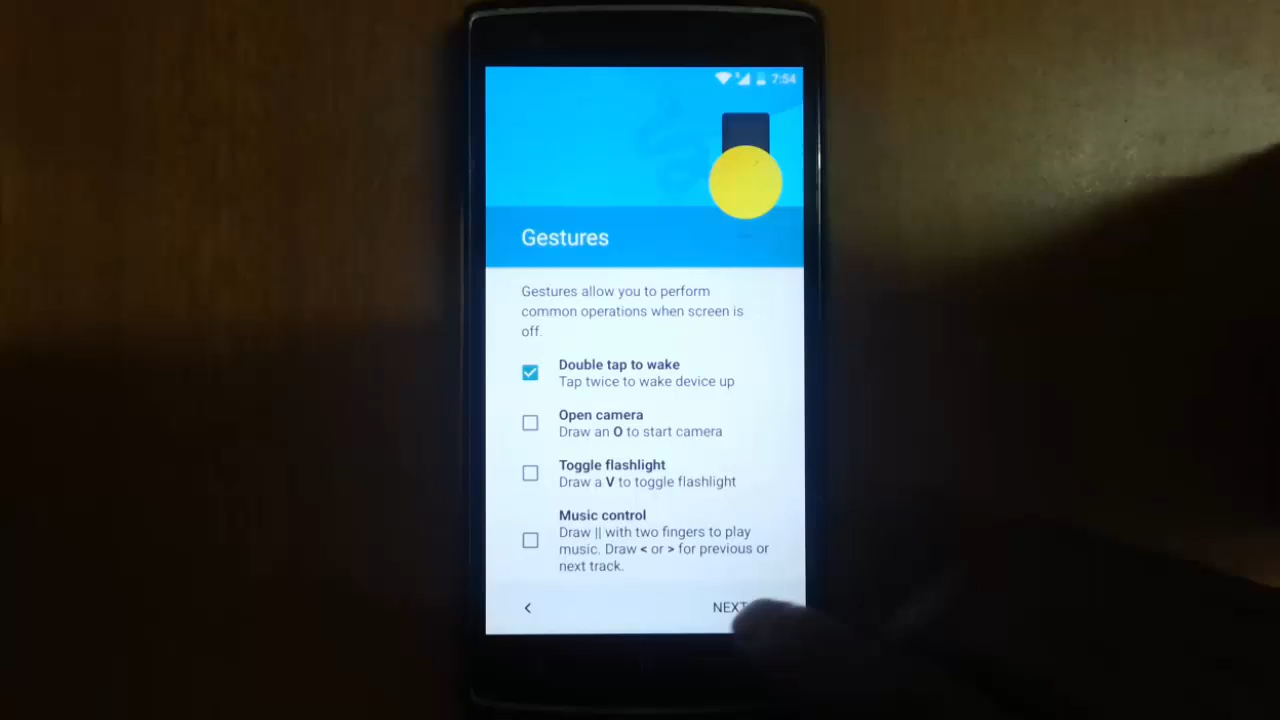 7:54
Gestures
Gestures allow you to perform
common operations when screen is
off.
Double tap to wake
Tap twice to wake device up
Open camera
Draw an O to start camera
Toggle flashlight
Draw a V to toggle flashlight
Music control
Draw || with two fingers to play
music. Draw < or > for previous or
next track.
NEXT